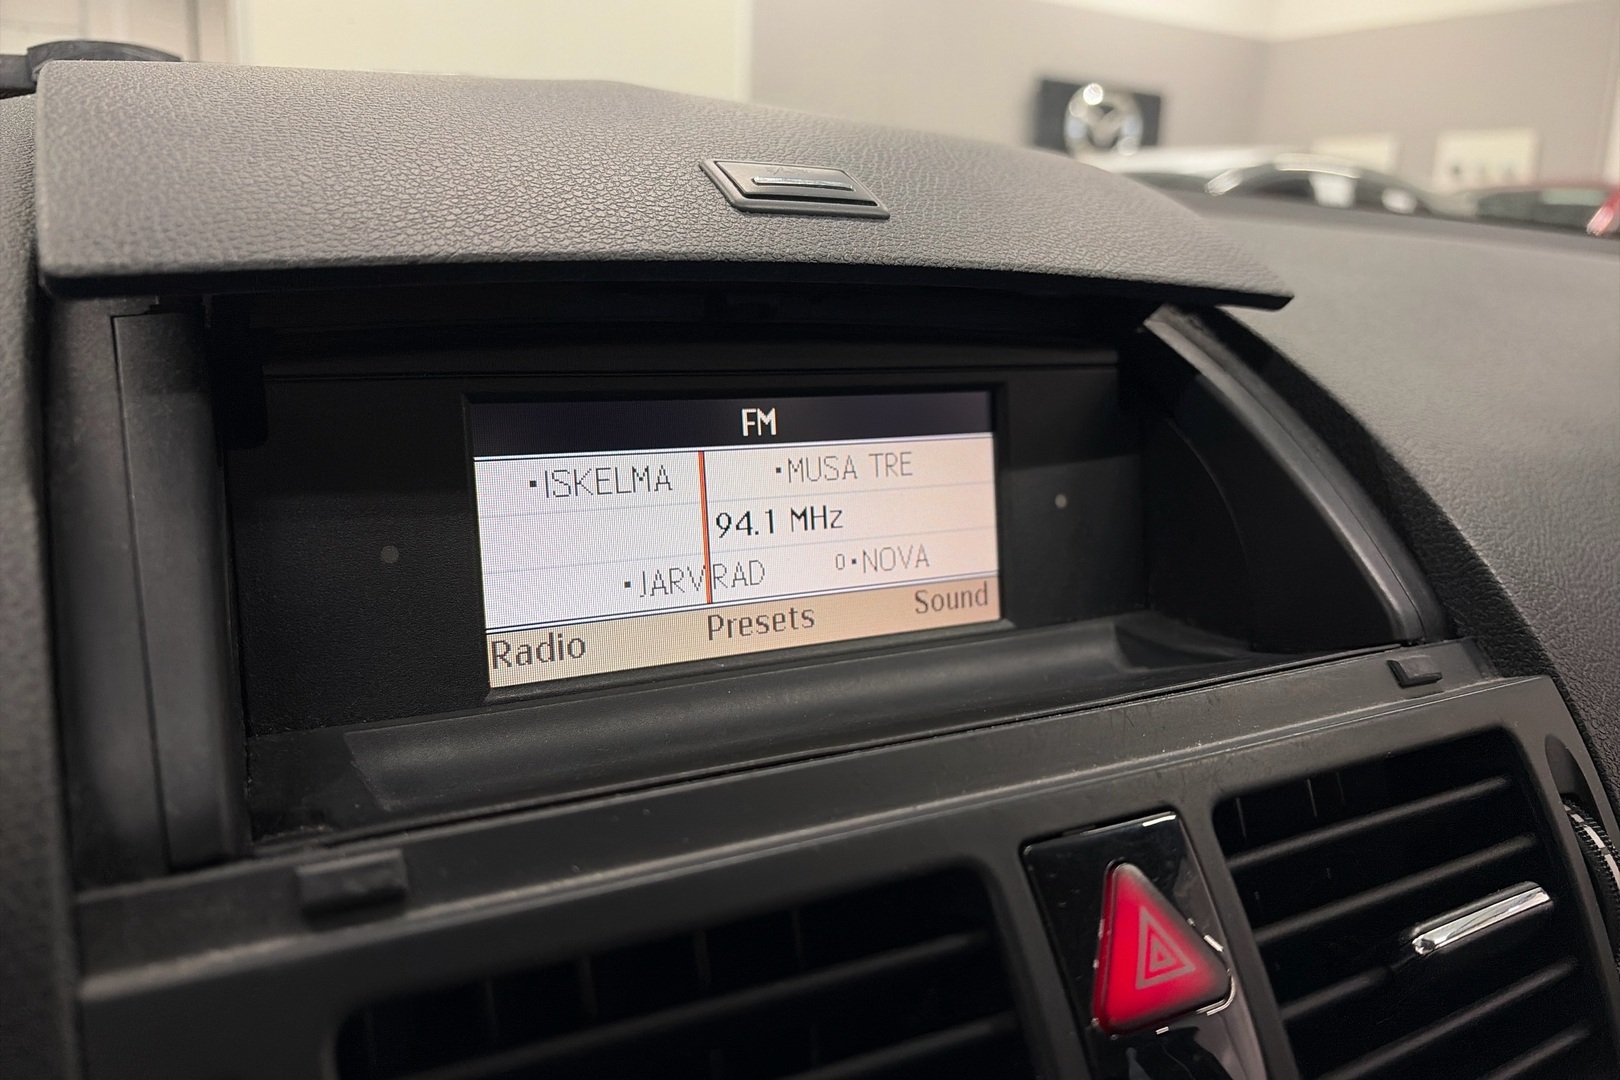 FM
▪ISKELMA ▪MUSA TRE
94.1 MHz
▪JARVRAD 0▪NOVA
Radio Presets Sound